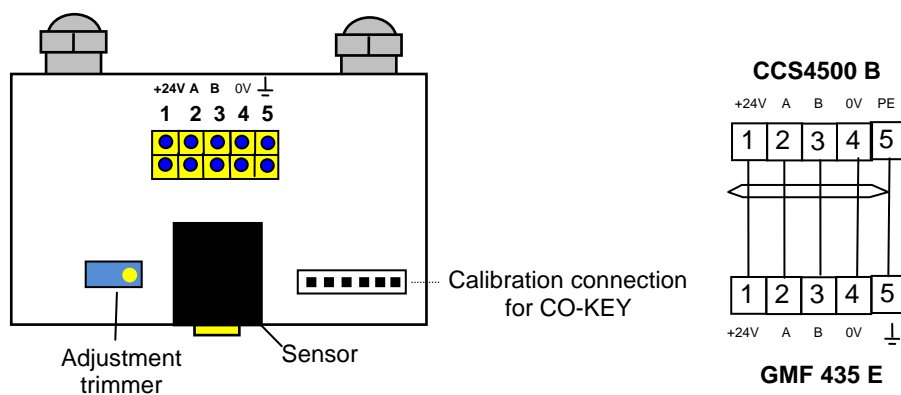 +24V A B 0V
1 2 3 4 5
Calibration connection
for CO-KEY
Adjustment
trimmer
Sensor
CCS4500 B
+24V A B 0V PE
1 2 3 4 5
1 2 3 4 5
+24V A B 0V
GMF 435 E